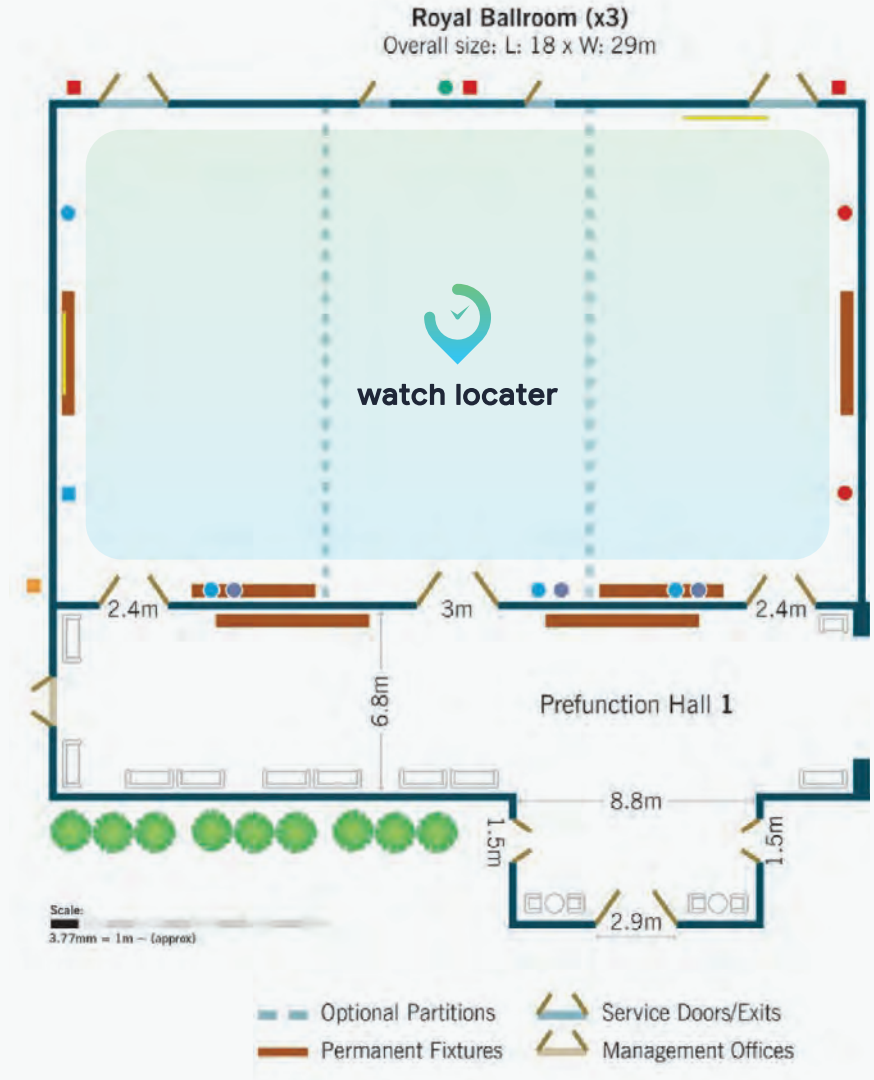 Royal Ballroom (x3)
Overall size: L: 18 x W: 29m
watch locater
2.4m
3m
2.4m
6.8m
Prefunction Hall 1
8.8m
1.5m
1.5m
2.9m
Scale:
3.77mm = 1m – (approx)
Optional Partitions
Service Doors/Exits
Permanent Fixtures
Management Offices